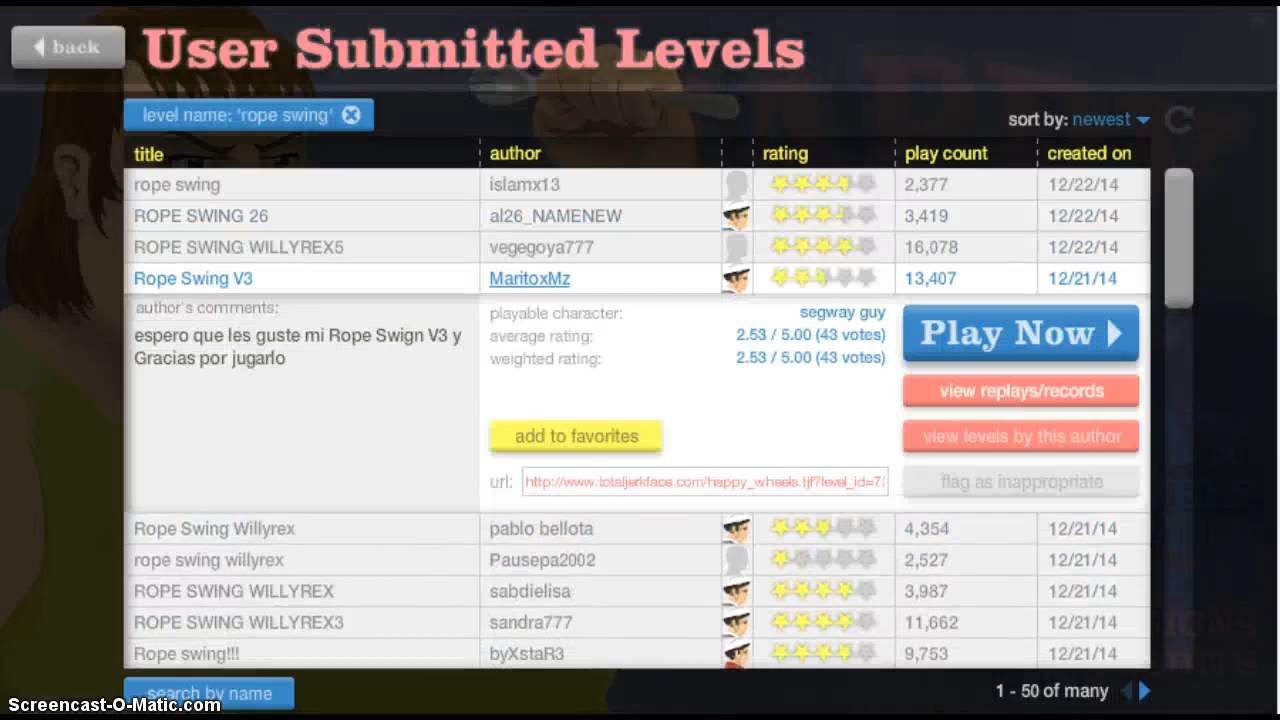 back
User Submitted Levels
level name: 'rope swing'
sort by: newest
title author rating play count created on
rope swing islamx13 2,377 12/22/14
ROPE SWING 26 al26_NAMENEW 3,419 12/22/14
ROPE SWING WILLYREX5 vegegoya777 16,078 12/22/14
Rope Swing V3 MaritoxMz 13,407 12/21/14
author's comments:
espero que les guste mi Rope Swign V3 y
Gracias por jugarlo
playable character: segway guy
average rating: 2.53 / 5.00 (43 votes)
weighted rating: 2.53 / 5.00 (43 votes)
Play Now
view replays/records
add to favorites
view levels by this author
url: http://www.totaljerkface.com/happy_wheels.tjf?level_id=7
flag as inappropriate
Rope Swing Willyrex pablo bellota 4,354 12/21/14
rope swing willyrex Pausepa2002 2,527 12/21/14
ROPE SWING WILLYREX sabdielisa 3,987 12/21/14
ROPE SWING WILLYREX3 sandra777 11,662 12/21/14
Rope swing!!! byXstaR3 9,753 12/21/14
search by name
1 - 50 of many
Screencast-O-Matic.com